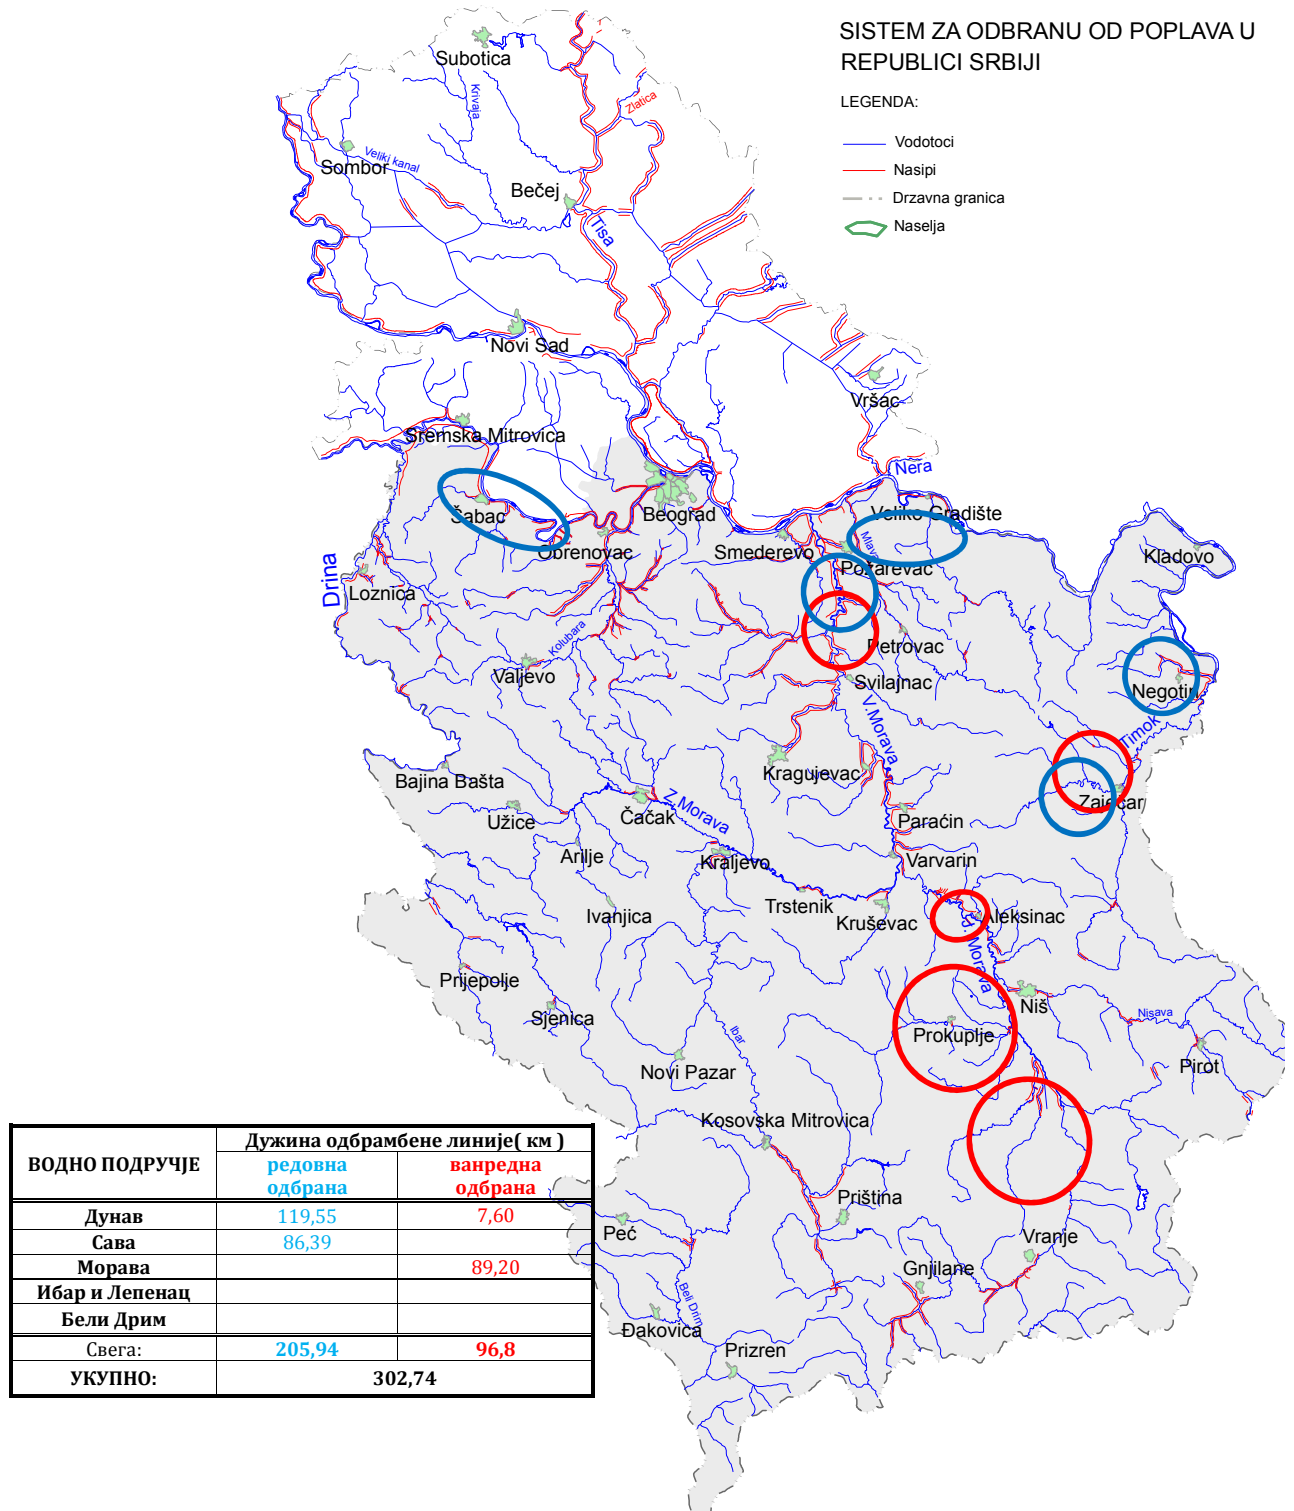 SISTEM ZA ODBRANU OD POPLAVA U
REPUBLICI SRBIJI
LEGENDA:
Vodotoci
Nasipi
Drzavna granica
Naselja
Subotica
Krivaja
Zlatica
Sombor
Veliki kanal
Bečej
Tisa
Novi Sad
Vršac
Sremska Mitrovica
Nera
Šabac
Beograd
Veliko Gradište
Obrenovac
Smederevo
Mlava
Požarevac
Kladovo
Drina
Loznica
Kolubara
Petrovac
Valjevo
Svilajnac
Negotin
V.Morava
Timok
Bajina Bašta
Kragujevac
Zaječar
Užice
Čačak
Z.Morava
Paraćin
Arilje
Kraljevo
Varvarin
Ivanjica
Trstenik
Kruševac
Aleksinac
J. Morava
Prijepolje
Sjenica
Niš
Nisava
Ibar
Prokuplje
Novi Pazar
Pirot
Kosovska Mitrovica
Priština
Peć
Vranje
Gnjilane
Beli Drim
Đakovica
Prizren
ВОДНО ПОДРУЧЈЕ Дужина одбрамбене линије( км )
редовна одбрана ванредна одбрана
Дунав 119,55 7,60
Сава 86,39
Морава 89,20
Ибар и Лепенац
Бели Дрим
Свега: 205,94 96,8
УКУПНО: 302,74